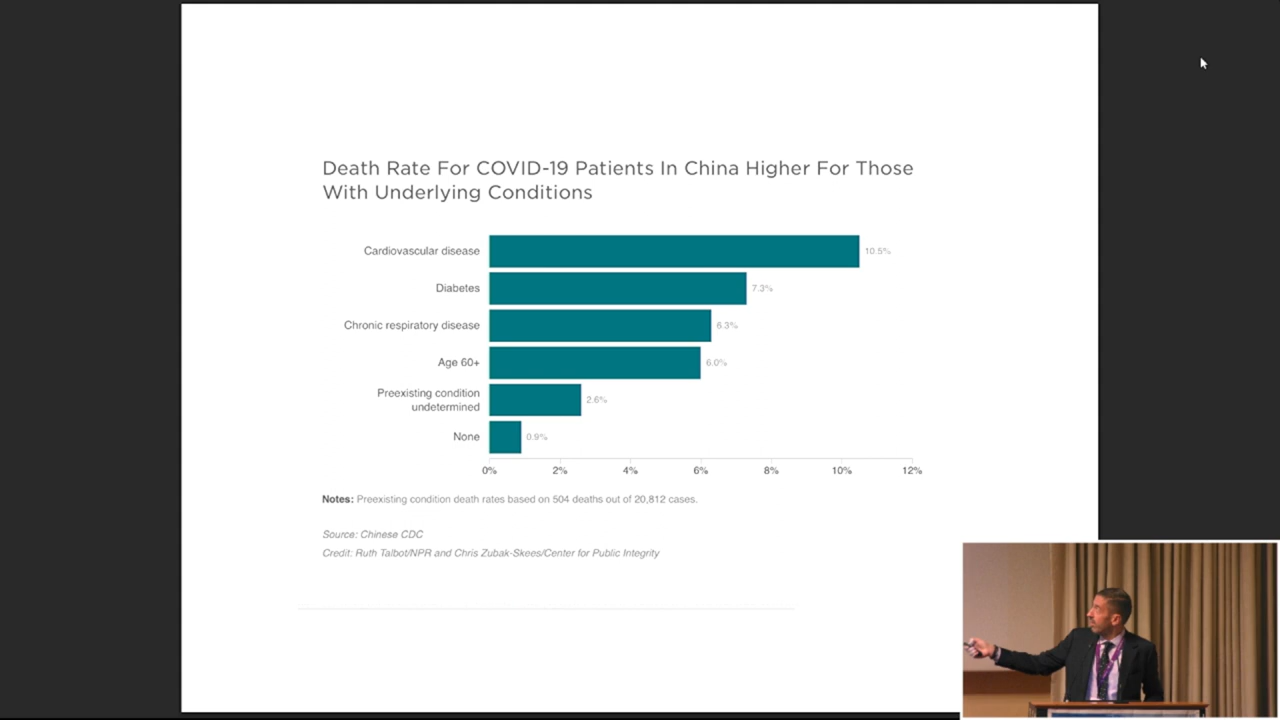 Death Rate For COVID-19 Patients In China Higher For Those
With Underlying Conditions
Cardiovascular disease
10.5%
Diabetes
7.3%
Chronic respiratory disease
6.3%
Age 60+
6.0%
Preexisting condition
undetermined
2.6%
None
0.9%
0% 2% 4% 6% 8% 10% 12%
Notes: Preexisting condition death rates based on 504 deaths out of 20,812 cases.
Source: Chinese CDC
Credit: Ruth Talbot/NPR and Chris Zubak-Skees/Center for Public Integrity